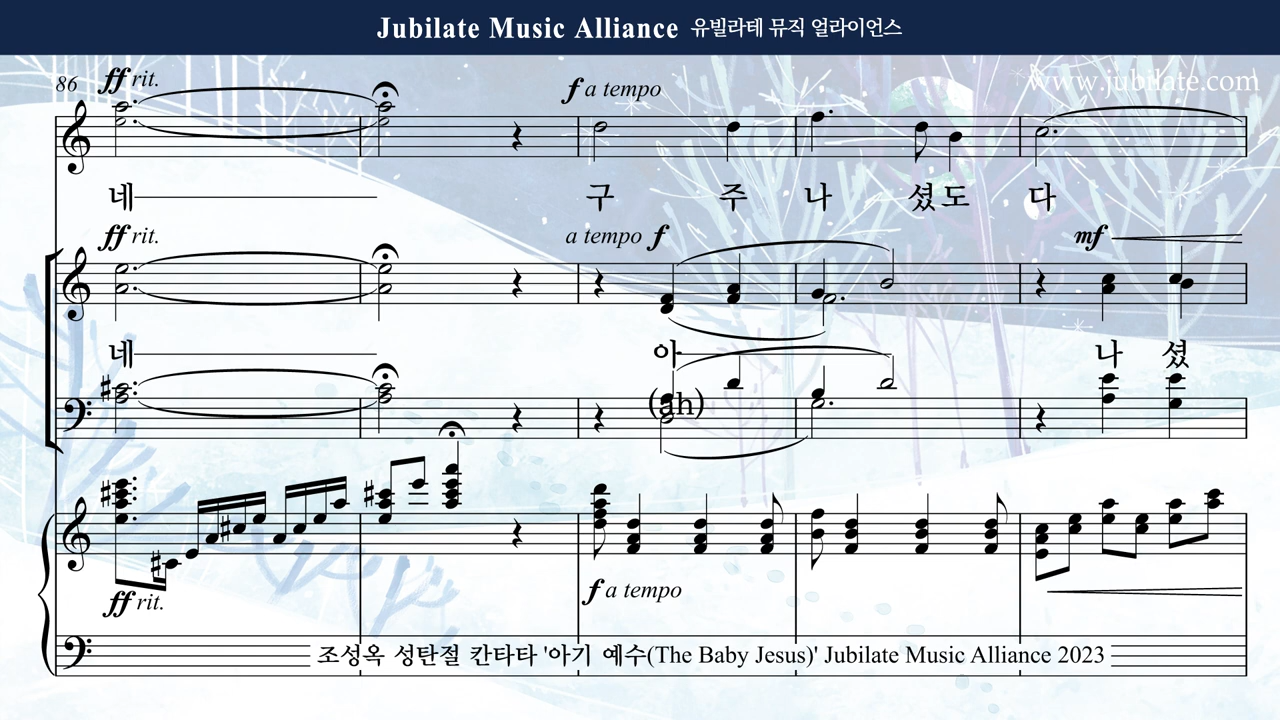 Jubilate Music Alliance 유빌라테 뮤직 얼라이언스
www.jubilate.com
86 ff rit. f a tempo
네 구 주 나 셨도 다
ff rit. a tempo f mf
네 아 나 셨
(ah)
ff rit. f a tempo
조성옥 성탄절 칸타타 '아기 예수(The Baby Jesus)' Jubilate Music Alliance 2023